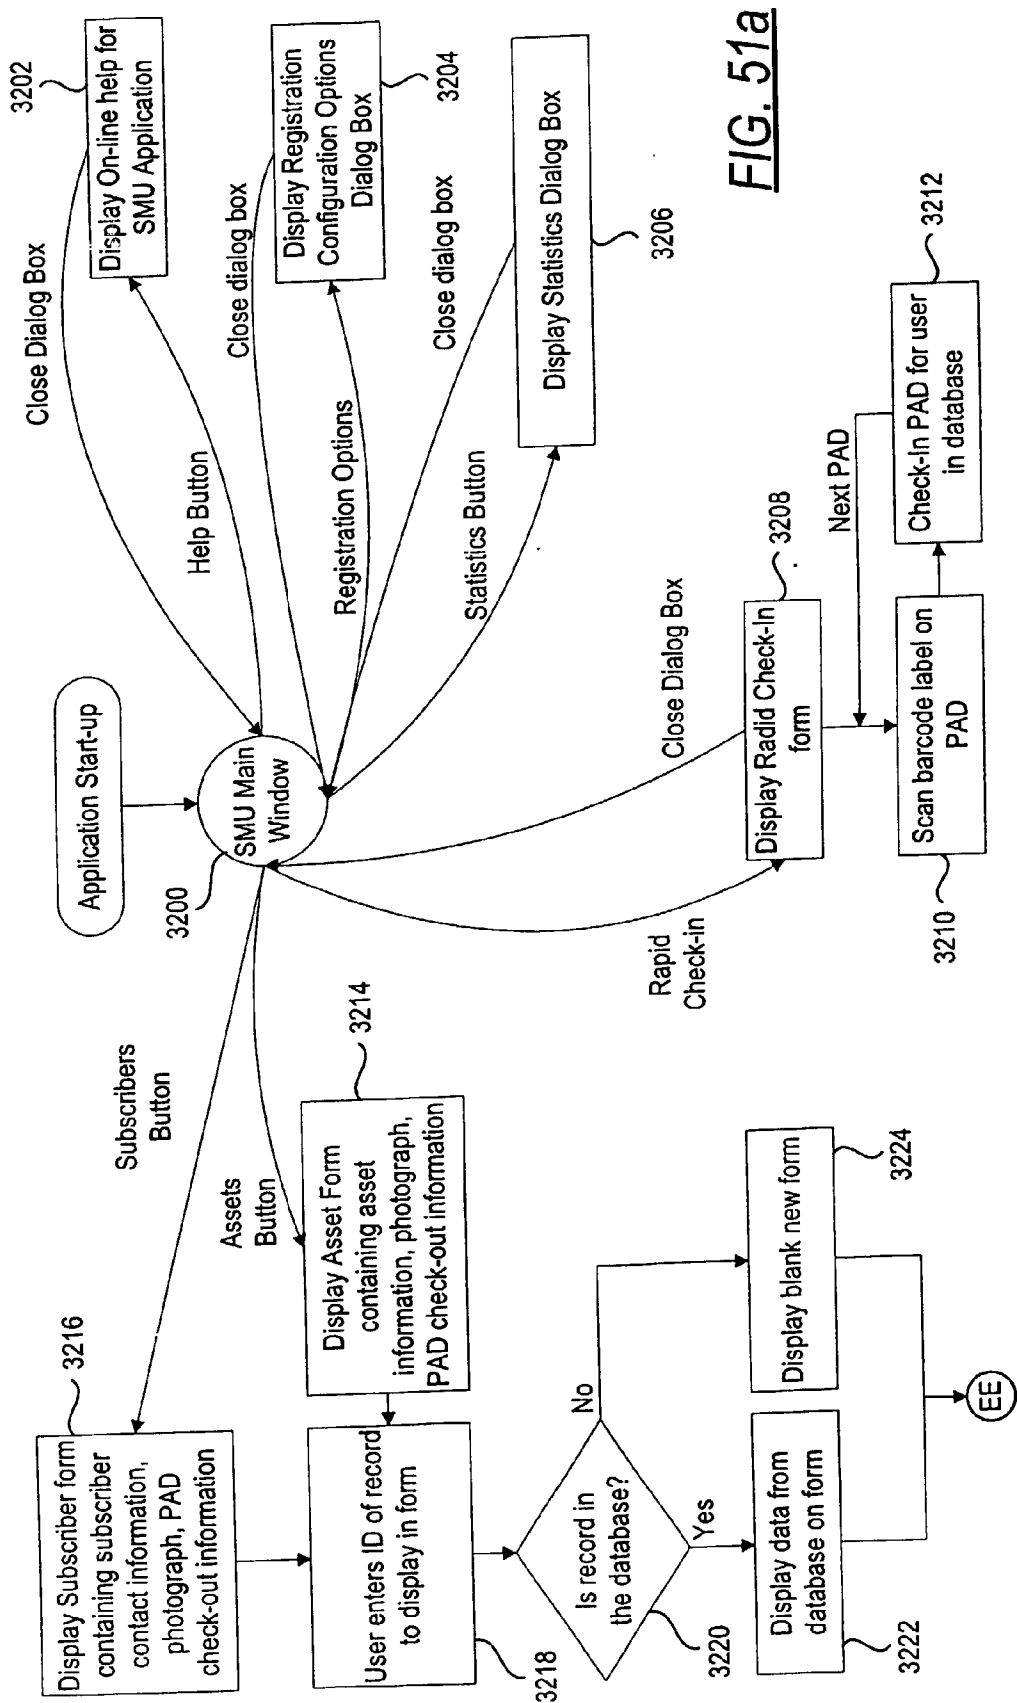 Application Start-up
SMU Main
Window
3200
Close Dialog Box
Display On-line help for
SMU Application
3202
Help Button
Close dialog box
Display Registration
Configuration Options
Dialog Box
3204
Registration Options
Close dialog box
Display Statistics Dialog Box
3206
Statistics Button
Close Dialog Box
Rapid
Check-in
Display Radid Check-In
form
3208
Next PAD
Scan barcode label on
PAD
3210
Check-In PAD for user
in database
3212
Subscribers
Button
Assets
Button
Display Subscriber form
containing subscriber
contact information,
photograph, PAD
check-out information
3216
Display Asset Form
containing asset
information, photograph,
PAD check-out information
3214
User enters ID of record
to display in form
3218
Is record in
the database?
3220
No
Yes
Display data from
database on form
3222
Display blank new form
3224
EE
FIG. 51a